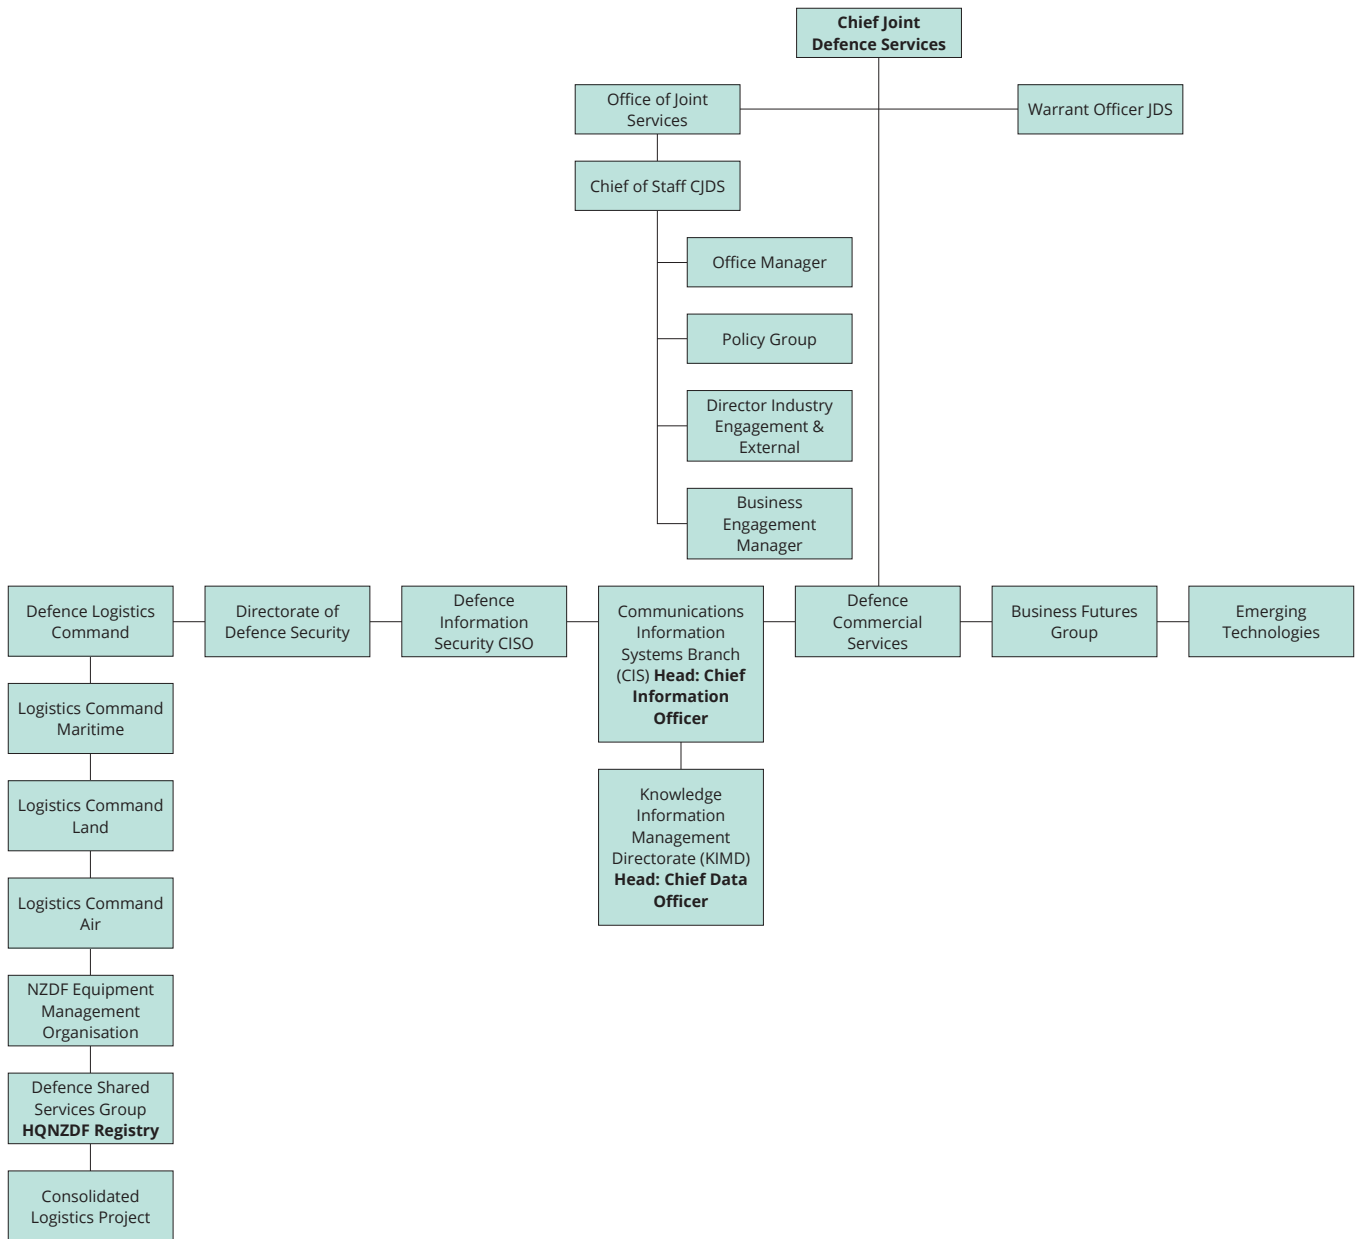 Chief Joint
Defence Services
Office of Joint
Services
Warrant Officer JDS
Chief of Staff CJDS
Office Manager
Policy Group
Director Industry
Engagement &
External
Business
Engagement
Manager
Defence Logistics
Command
Directorate of
Defence Security
Defence
Information
Security CISO
Communications
Information
Systems Branch
(CIS) Head: Chief
Information
Officer
Defence
Commercial
Services
Business Futures
Group
Emerging
Technologies
Logistics Command
Maritime
Logistics Command
Land
Logistics Command
Air
NZDF Equipment
Management
Organisation
Defence Shared
Services Group
HQNZDF Registry
Consolidated
Logistics Project
Knowledge
Information
Management
Directorate (KIMD)
Head: Chief Data
Officer